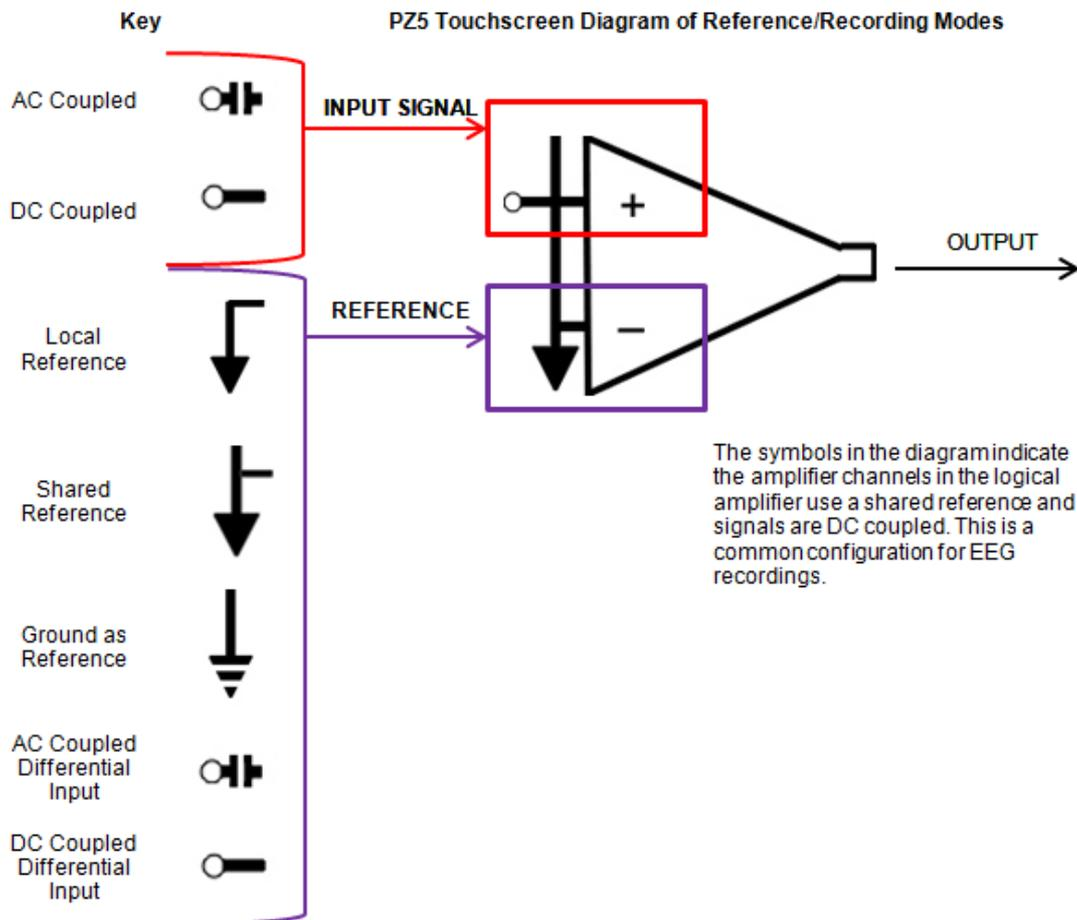 Key
PZ5 Touchscreen Diagram of Reference/Recording Modes
AC Coupled
DC Coupled
INPUT SIGNAL
+
OUTPUT
REFERENCE
–
Local
Reference
Shared
Reference
The symbols in the diagram indicate
the amplifier channels in the logical
amplifier use a shared reference and
signals are DC coupled. This is a
common configuration for EEG
recordings.
Ground as
Reference
AC Coupled
Differential
Input
DC Coupled
Differential
Input